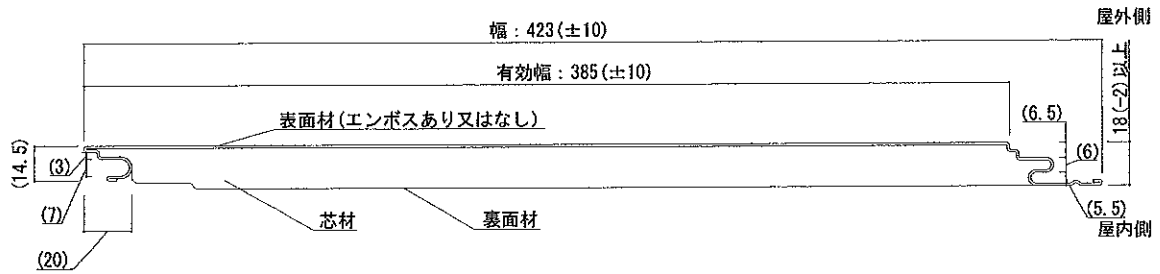 屋外側
幅：423(±10)
有効幅：385(±10)
18(-2)以上
表面材(エンボスあり又はなし)
(6.5)
(14.5)
(3)
(6)
(7)
芯材
裏面材
(5.5)
屋内側
(20)